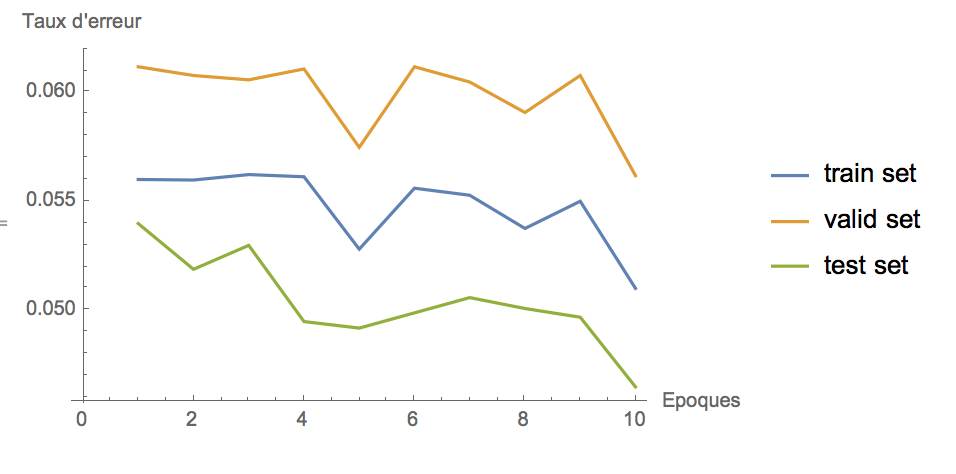 Taux d'erreur
0.060
0.055
0.050
0 2 4 6 8 10
Epoques
train set
valid set
test set